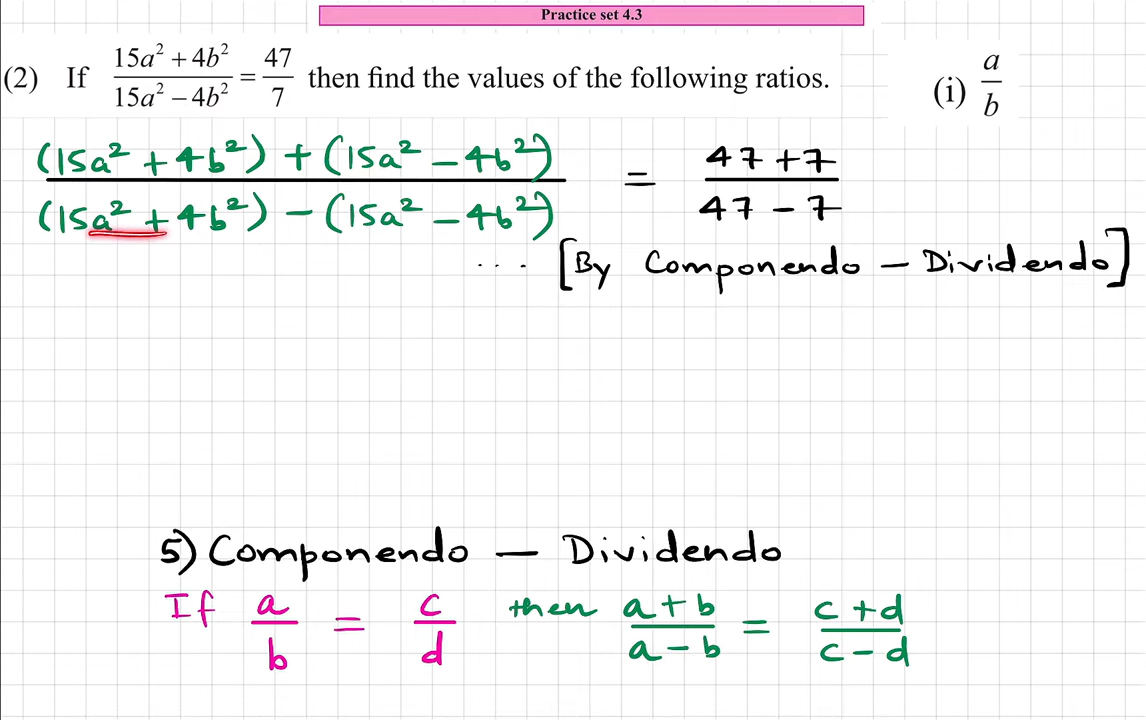 Practice set 4.3
(2) If (15a² + 4b²)/(15a² − 4b²) = 47/7 then find the values of the following ratios. (i) a/b
((15a² + 4b²) + (15a² − 4b²))/((15a² + 4b²) − (15a² − 4b²)) = (47 + 7)/(47 − 7)
.... [By Componendo − Dividendo]
5) Componendo − Dividendo
If a/b = c/d then (a + b)/(a − b) = (c + d)/(c − d)